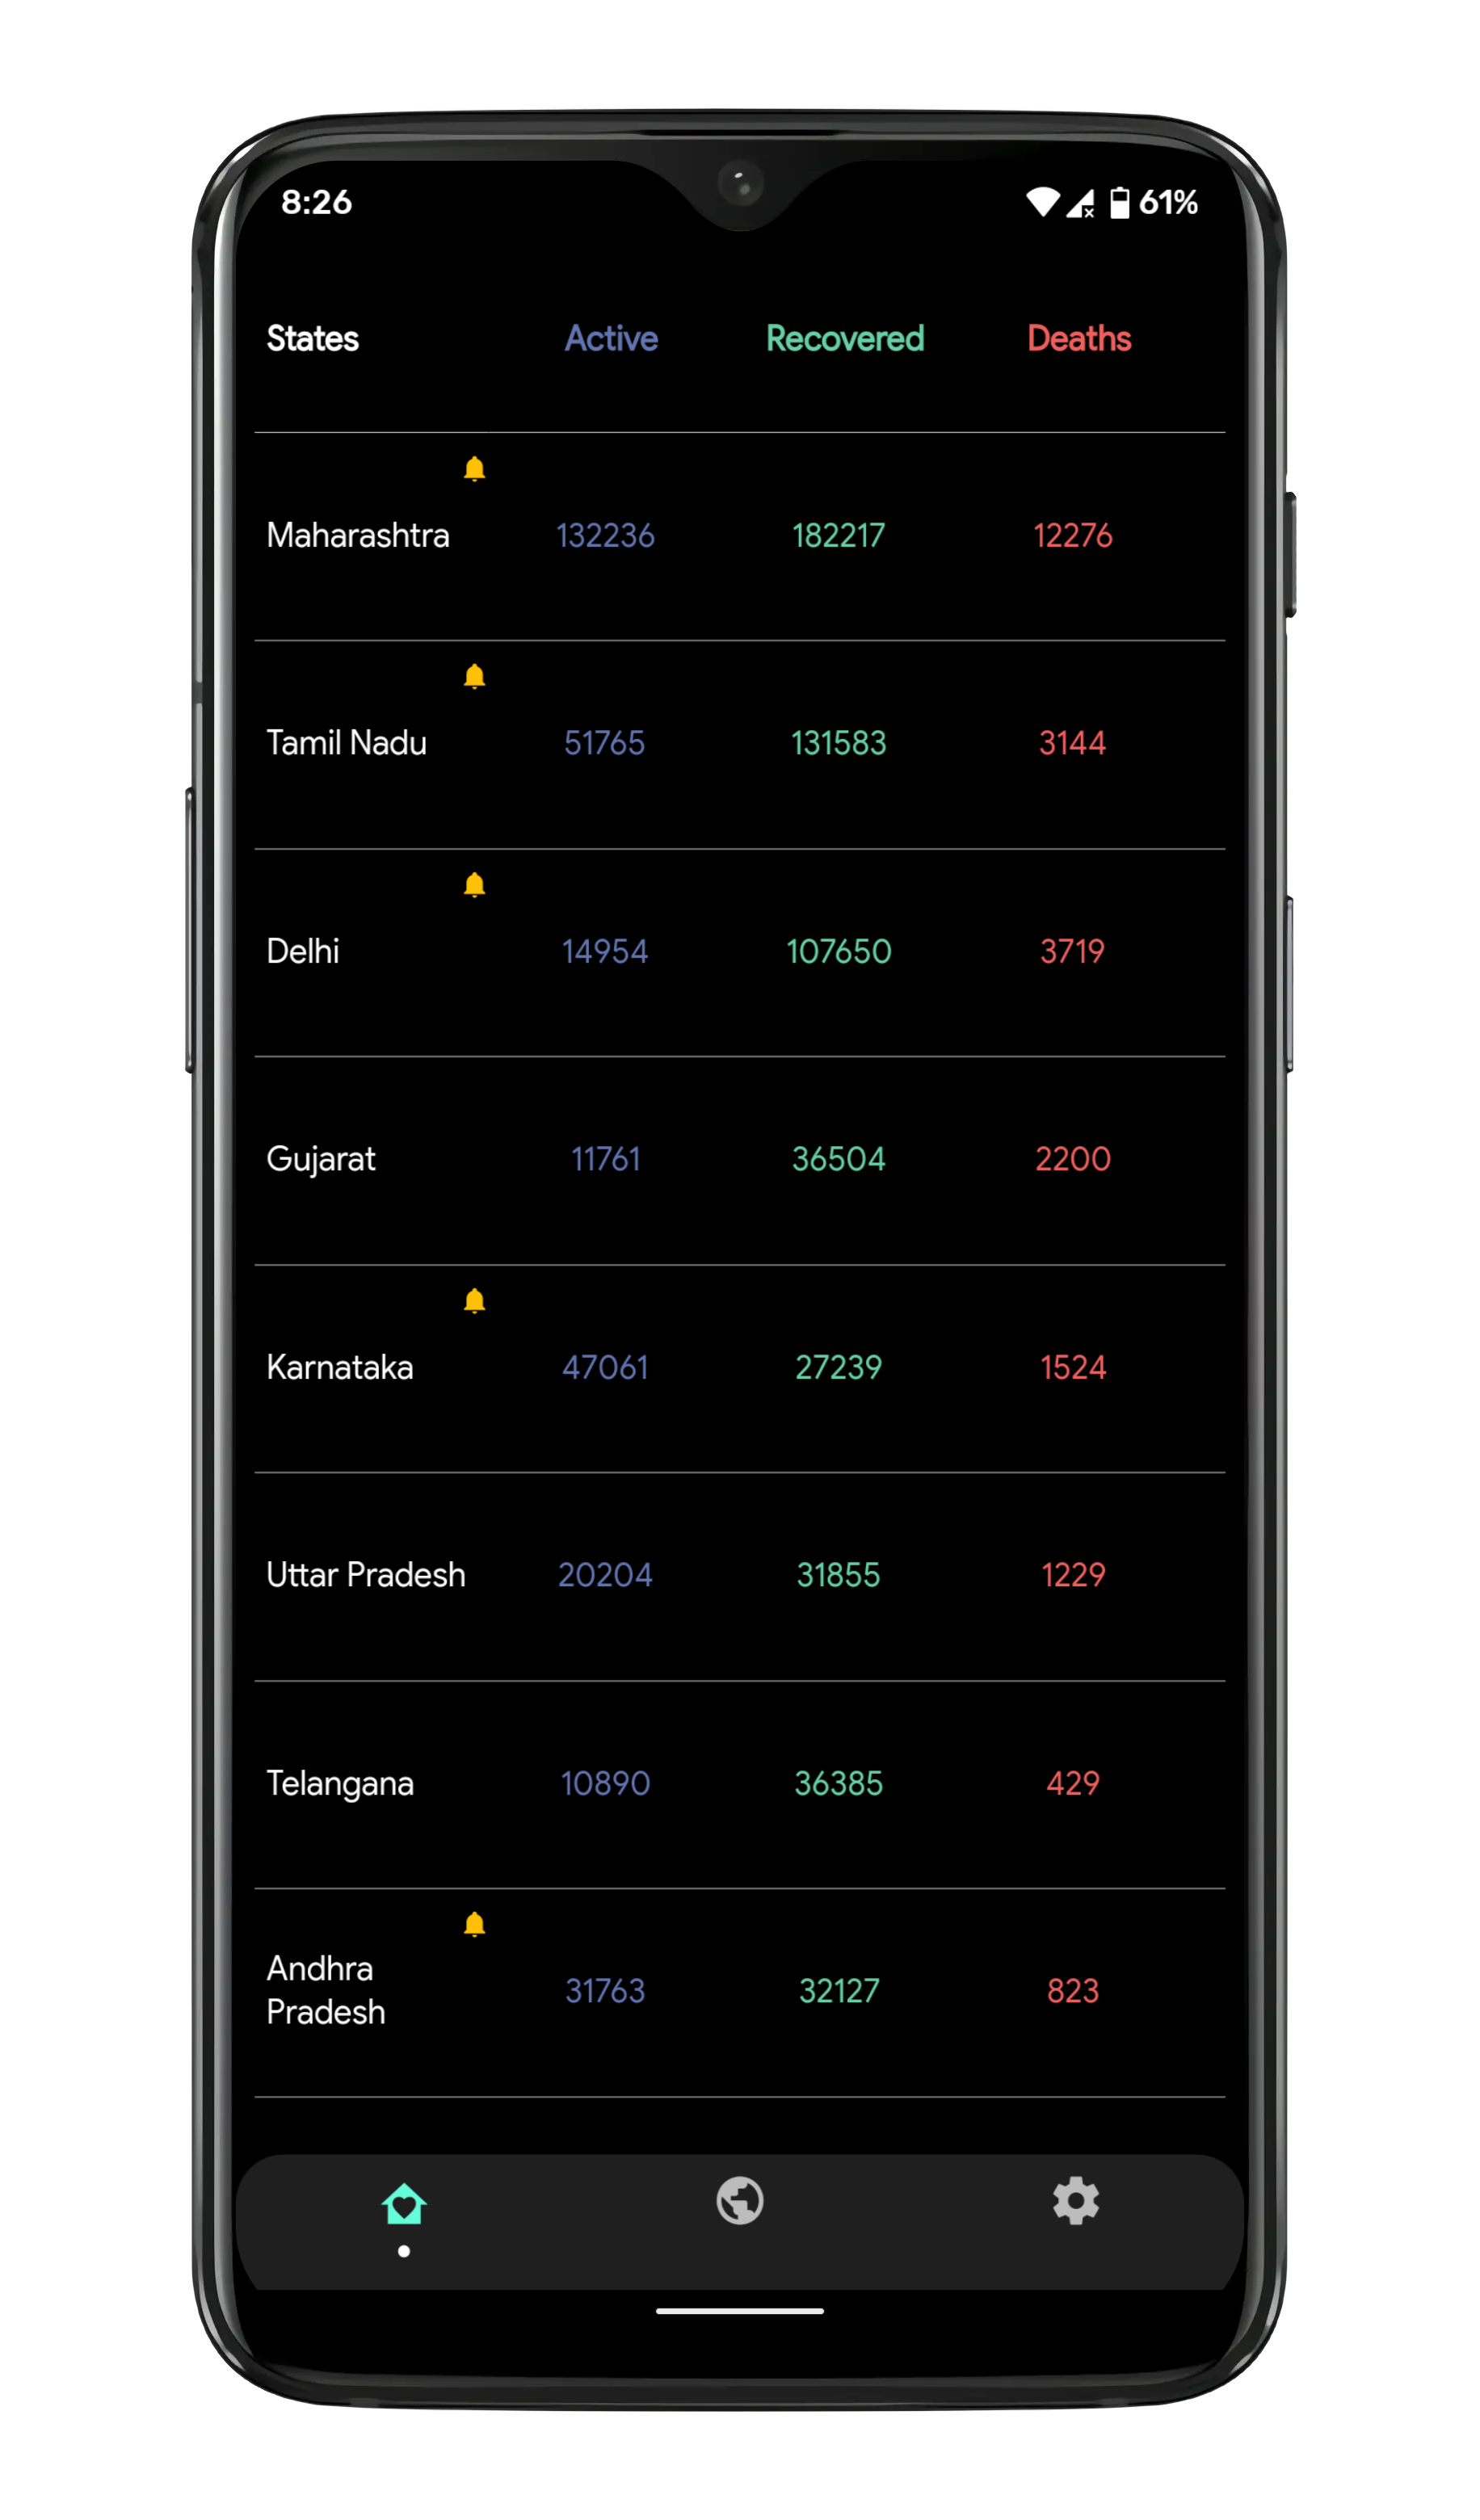 8:26 61%
States Active Recovered Deaths
Maharashtra 132236 182217 12276
Tamil Nadu 51765 131583 3144
Delhi 14954 107650 3719
Gujarat 11761 36504 2200
Karnataka 47061 27239 1524
Uttar Pradesh 20204 31855 1229
Telangana 10890 36385 429
Andhra
Pradesh 31763 32127 823